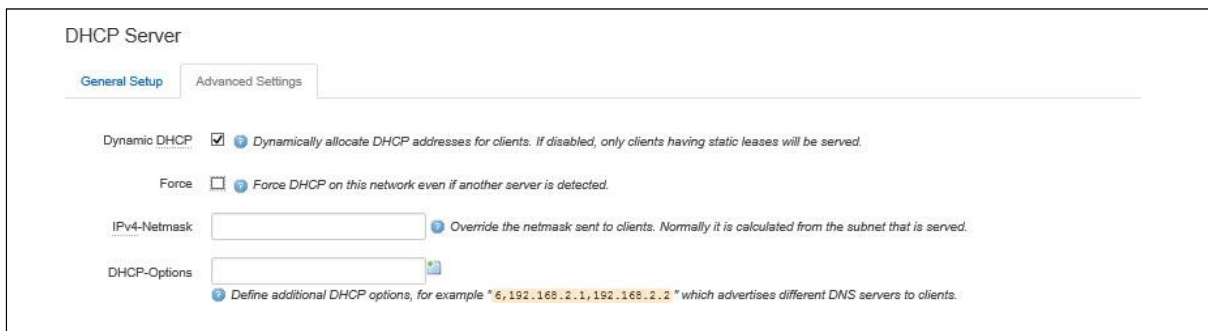 DHCP Server
General Setup Advanced Settings
Dynamic DHCP Dynamically allocate DHCP addresses for clients. If disabled, only clients having static leases will be served.
Force Force DHCP on this network even if another server is detected.
IPv4-Netmask Override the netmask sent to clients. Normally it is calculated from the subnet that is served.
DHCP-Options
Define additional DHCP options, for example "6,192.168.2.1,192.168.2.2" which advertises different DNS servers to clients.